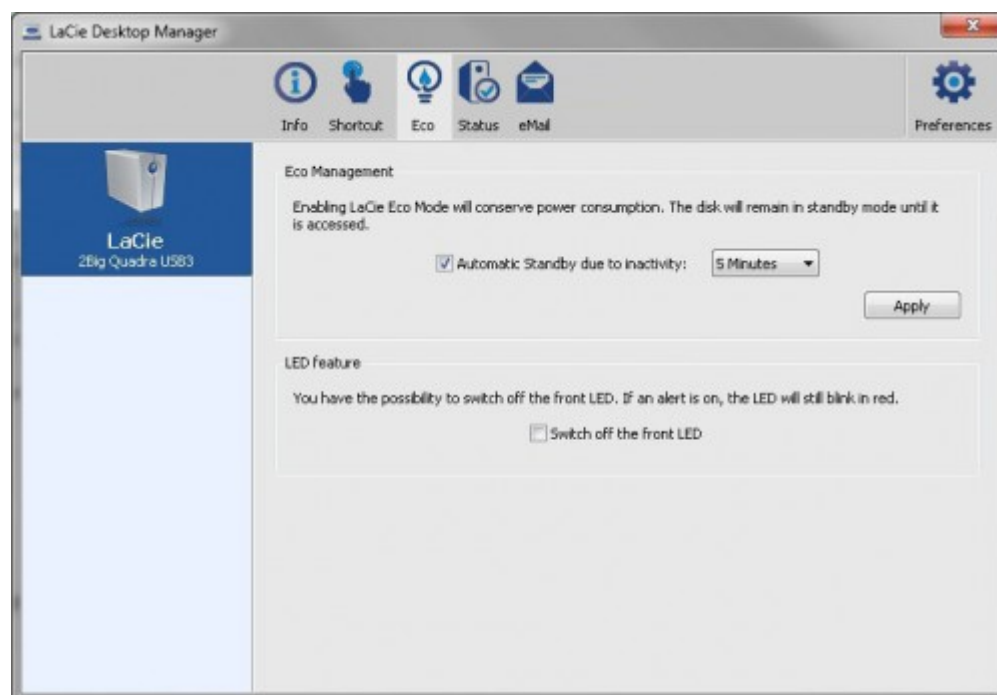 LaCie Desktop Manager
Info Shortcut Eco Status eMail Preferences
LaCie
2Big Quadra USB3
Eco Management
Enabling LaCie Eco Mode will conserve power consumption. The disk will remain in standby mode until it
is accessed.
Automatic Standby due to inactivity: 5 Minutes
Apply
LED feature
You have the possibility to switch off the front LED. If an alert is on, the LED will still blink in red.
Switch off the front LED